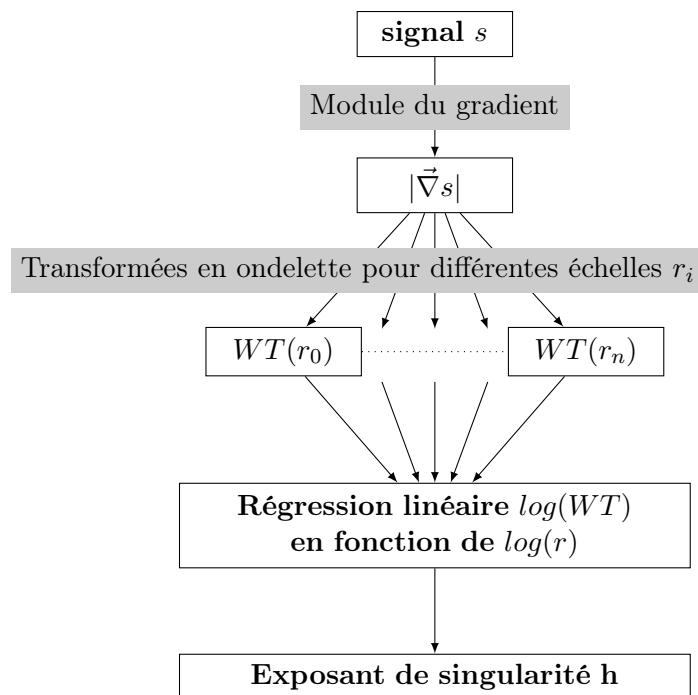 signal s
Module du gradient
|∇⃗s|
Transformées en ondelette pour différentes échelles r_i
WT(r_0) WT(r_n)
Régression linéaire log(WT)
en fonction de log(r)
Exposant de singularité h